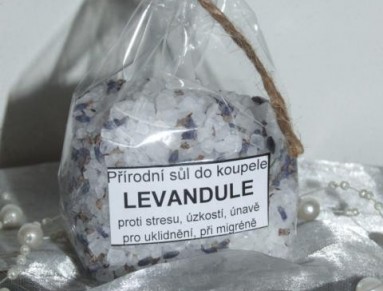 Přírodní sůl do koupele
LEVANDULE
proti stresu, úzkosti, únavě
pro uklidnění, při migréně